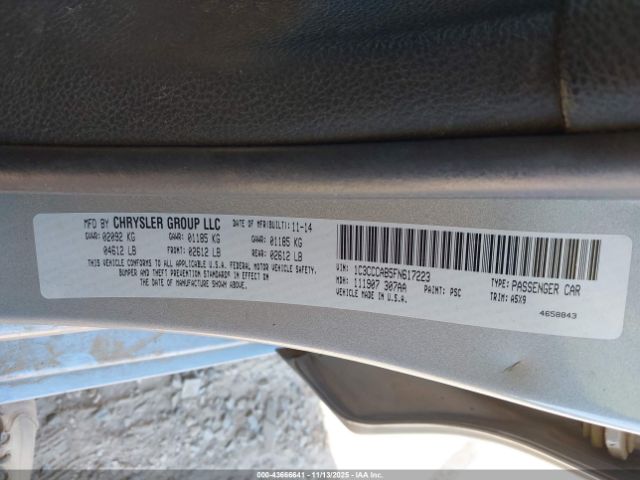 MFD BY CHRYSLER GROUP LLC DATE OF MFR(BUILT): 11-14
GVWR: 02092 KG GAWR: 01185 KG GAWR: 01185 KG
04612 LB FRONT: 02612 LB REAR: 02612 LB
THIS VEHICLE CONFORMS TO ALL APPLICABLE U.S.A. FEDERAL MOTOR VEHICLE SAFETY,
BUMPER AND THEFT PREVENTION STANDARDS IN EFFECT ON
THE DATE OF MANUFACTURE SHOWN ABOVE.
VIN: 1C3CCCAB5FN617223 TYPE: PASSENGER CAR
MDH: 111907 307AA PAINT: PSC TRIM: A5X9
VEHICLE MADE IN U.S.A.
4658843
OWNER: 43666641 | 11/13/2025 | IAA INC.